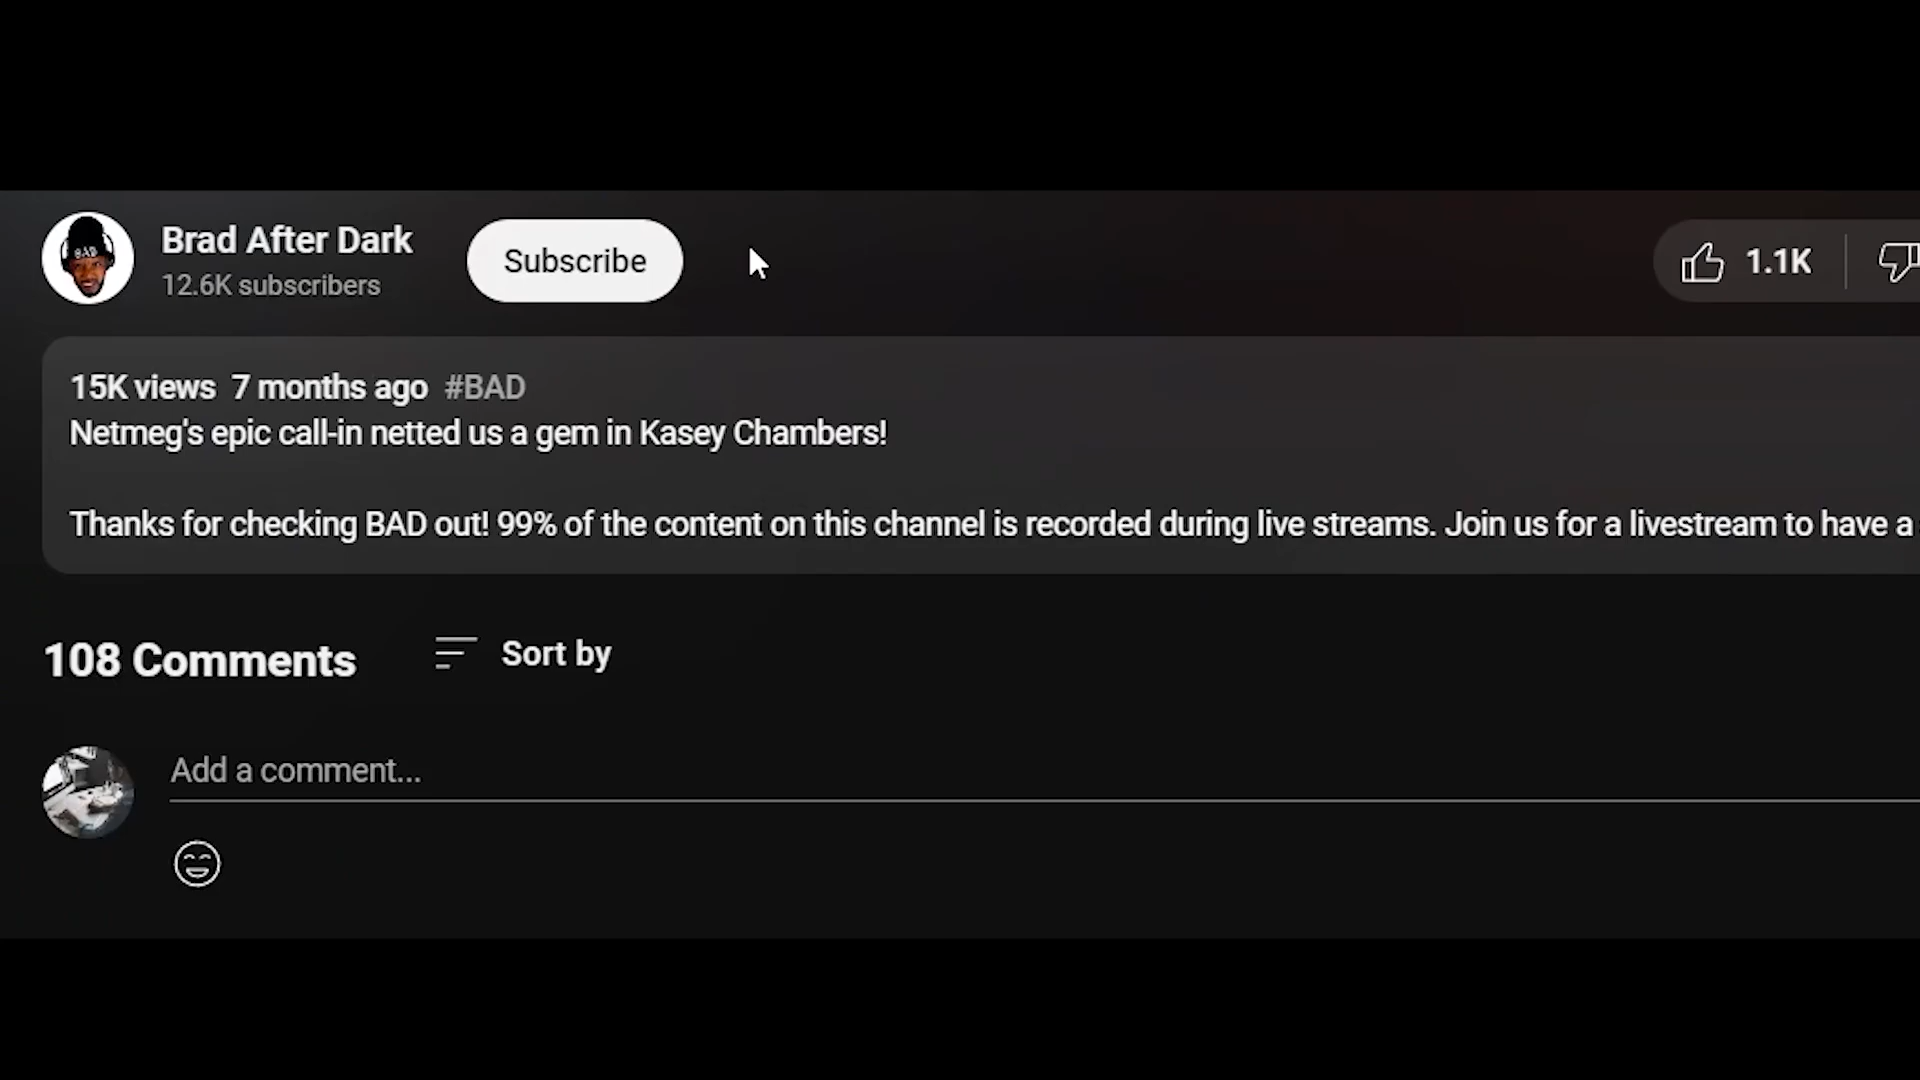 Brad After Dark
12.6K subscribers
Subscribe
1.1K
15K views 7 months ago #BAD
Netmeg's epic call-in netted us a gem in Kasey Chambers!
Thanks for checking BAD out! 99% of the content on this channel is recorded during live streams. Join us for a livestream to have a
108 Comments
Sort by
Add a comment...
BAD